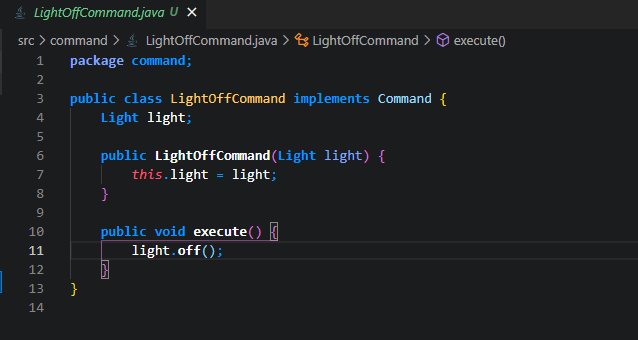 LightOffCommand.java U ×
src > command > LightOffCommand.java > LightOffCommand > execute()
1 package command;
2
3 public class LightOffCommand implements Command {
4     Light light;
5
6     public LightOffCommand(Light light) {
7         this.light = light;
8     }
9
10     public void execute() {
11         light.off();
12     }
13 }
14